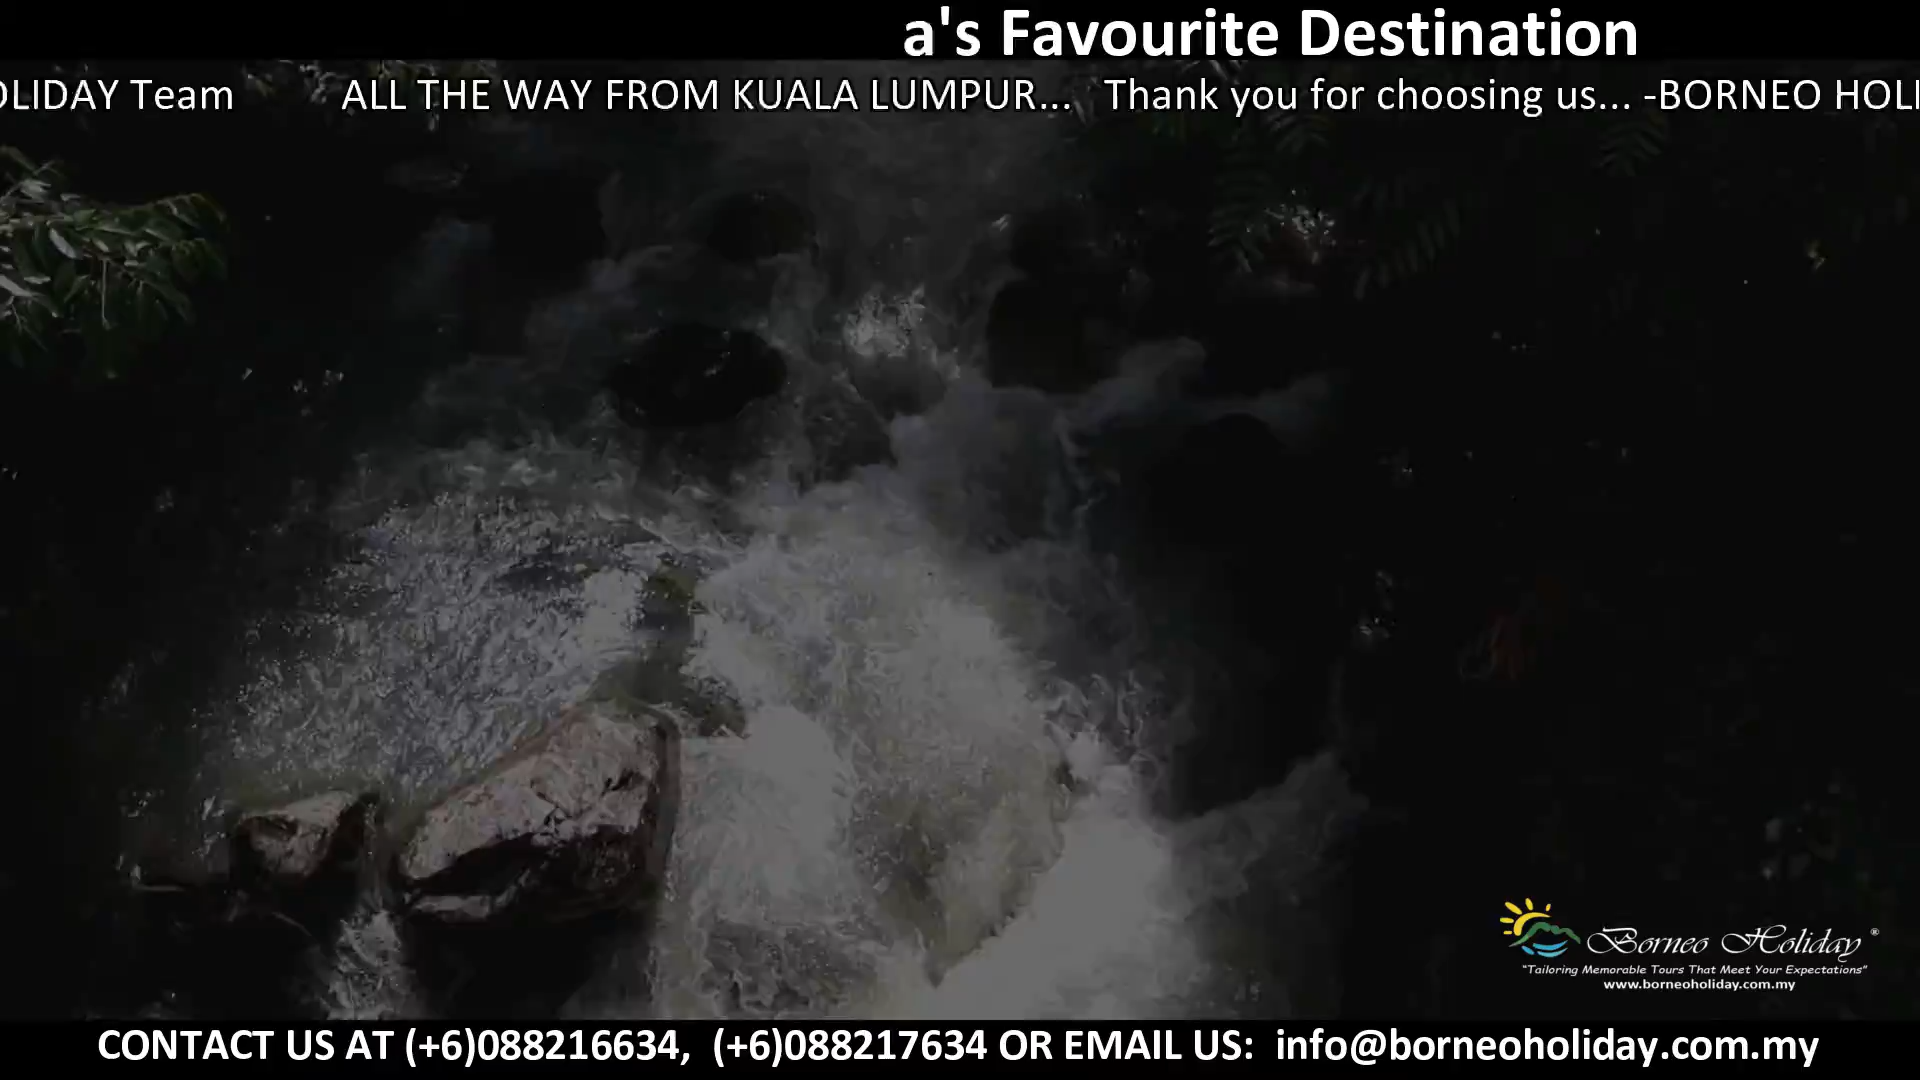 a's Favourite Destination
OLIDAY Team ALL THE WAY FROM KUALA LUMPUR... Thank you for choosing us... -BORNEO HOLI
Borneo Holiday ®
"Tailoring Memorable Tours That Meet Your Expectations"
www.borneoholiday.com.my
CONTACT US AT (+6)088216634, (+6)088217634 OR EMAIL US: info@borneoholiday.com.my